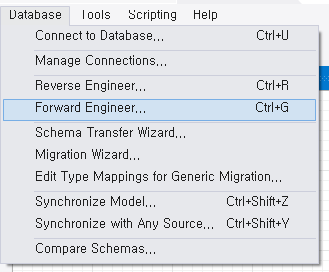 Database Tools Scripting Help
Connect to Database... Ctrl+U
Manage Connections...
Reverse Engineer... Ctrl+R
Forward Engineer... Ctrl+G
Schema Transfer Wizard...
Migration Wizard...
Edit Type Mappings for Generic Migration...
Synchronize Model... Ctrl+Shift+Z
Synchronize with Any Source... Ctrl+Shift+Y
Compare Schemas...